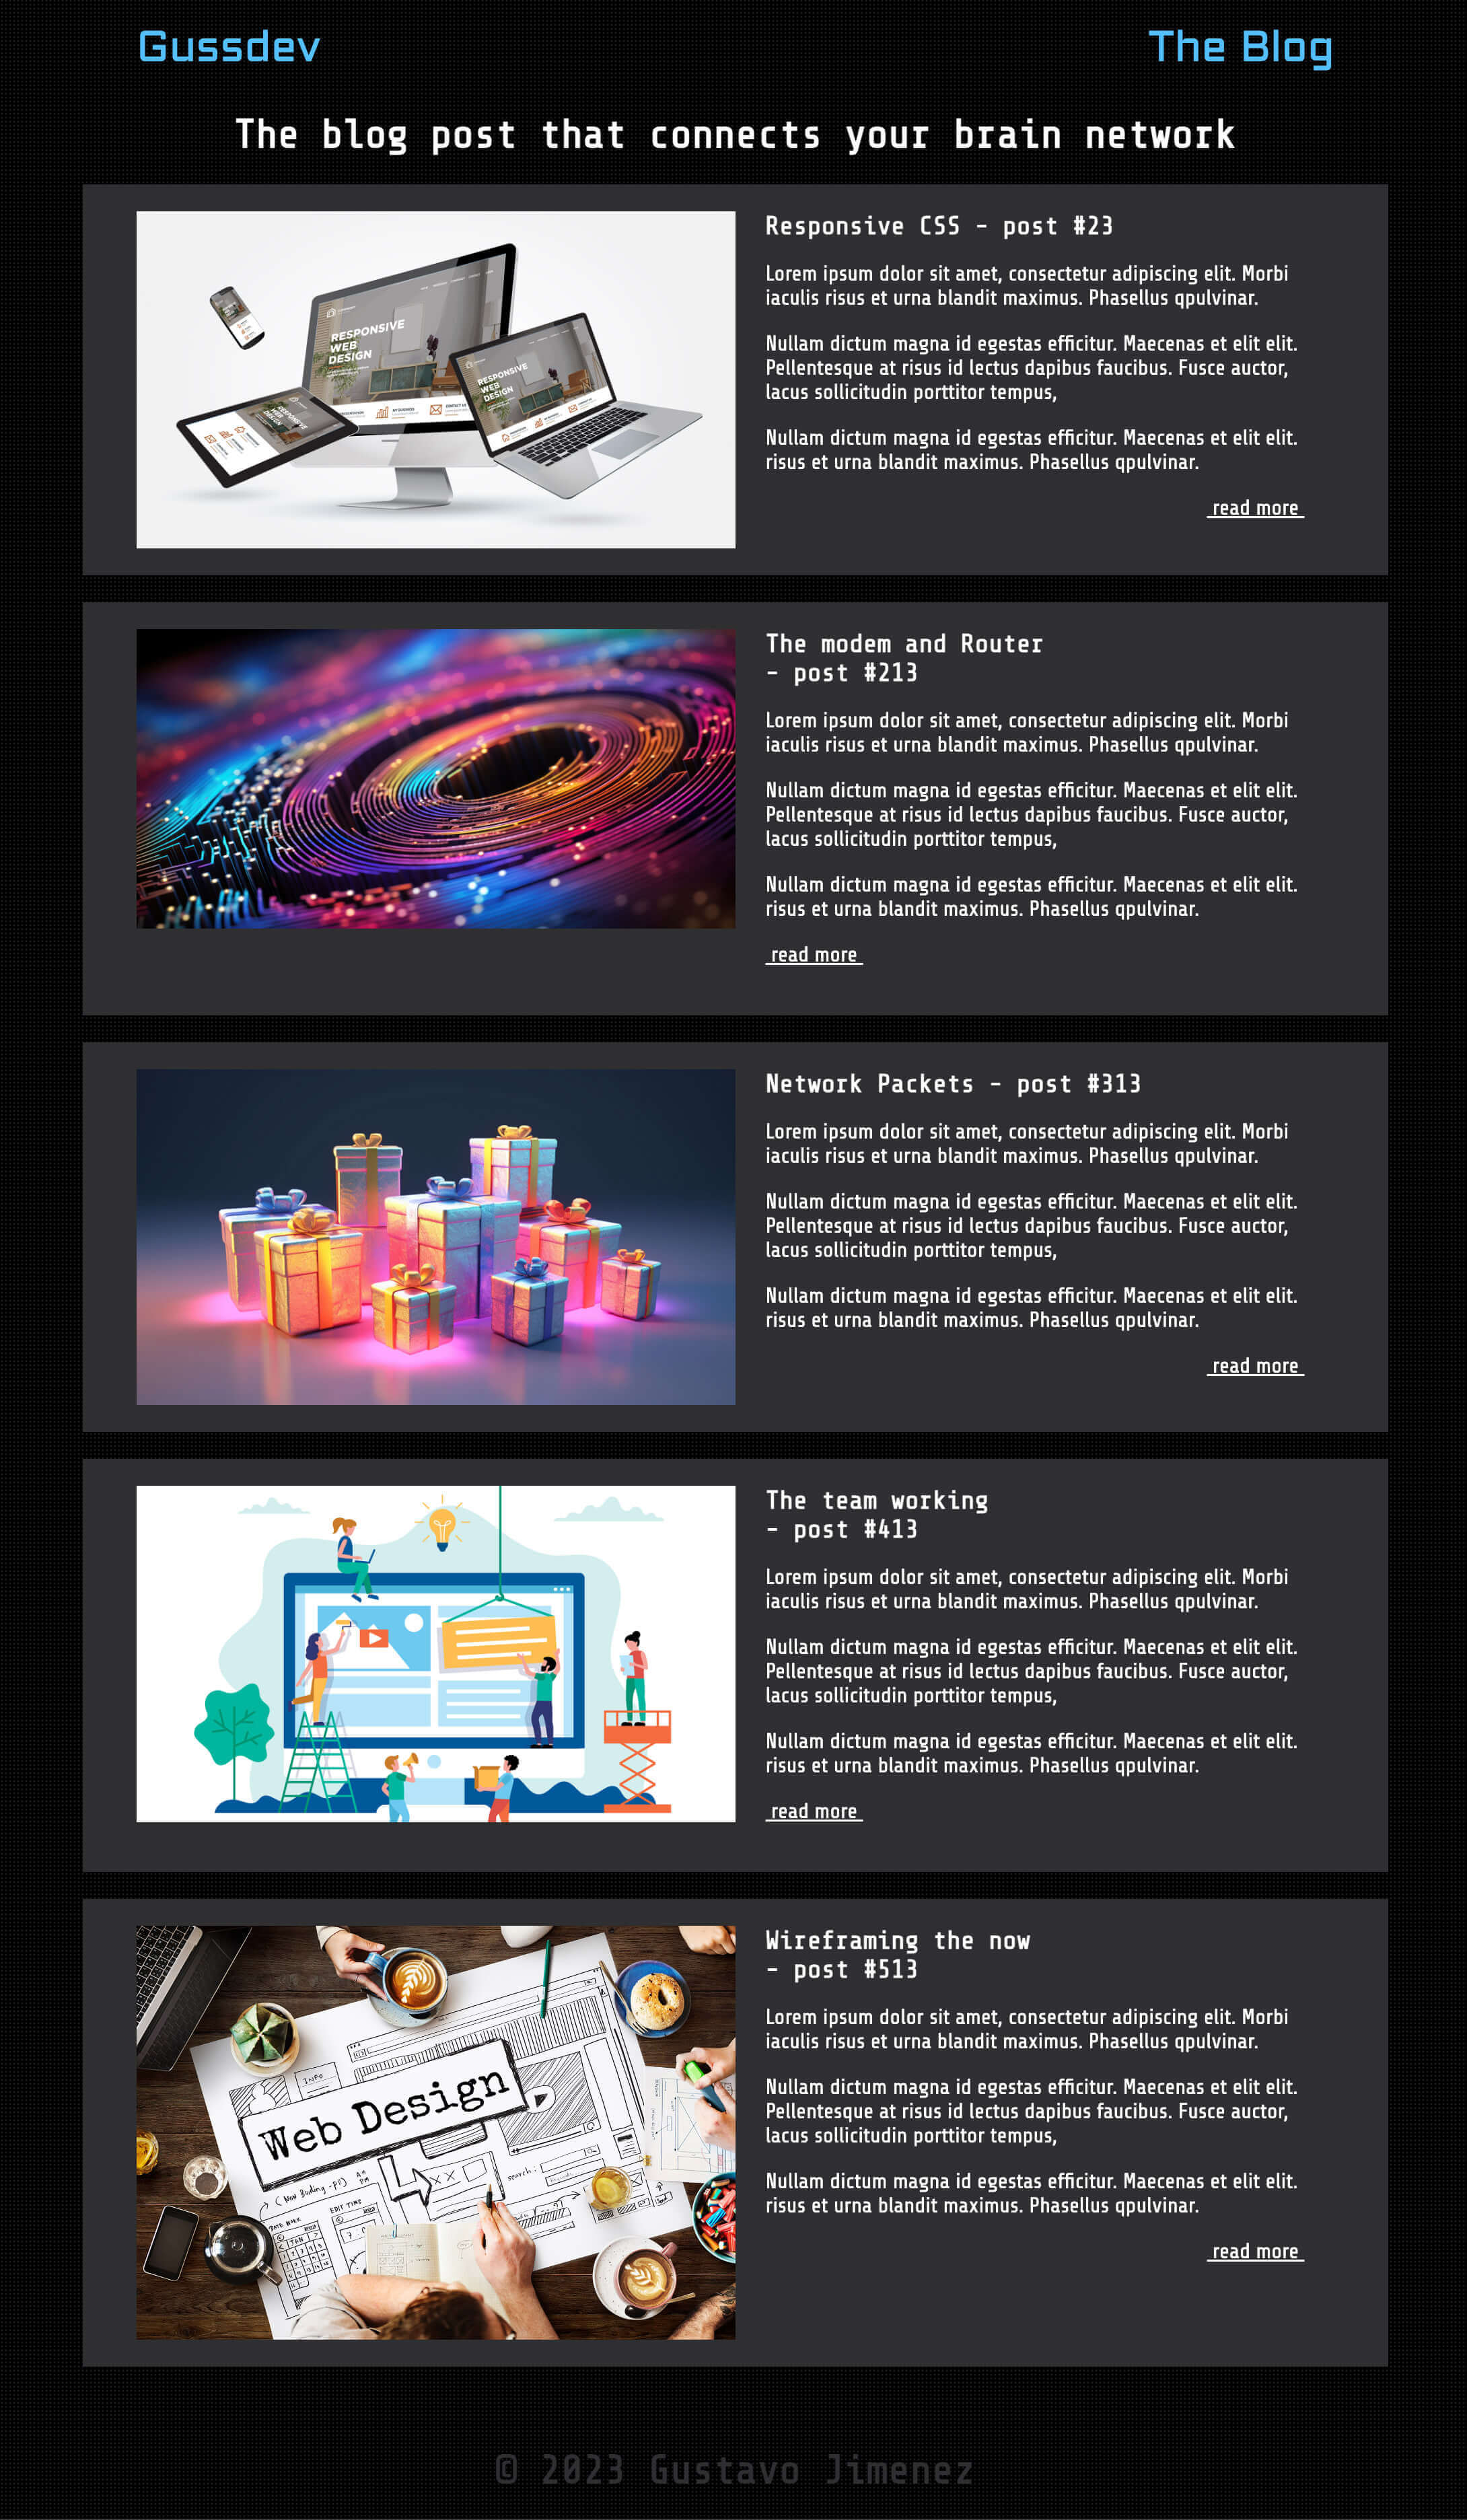 Gussdev
The Blog
The blog post that connects your brain network
RESPONSIVE
WEB
DESIGN
RESPONSIVE
WEB
DESIGN
MY BUSINESS
Responsive CSS - post #23
Lorem ipsum dolor sit amet, consectetur adipiscing elit. Morbi
iaculis risus et urna blandit maximus. Phasellus qpulvinar.
Nullam dictum magna id egestas efficitur. Maecenas et elit elit.
Pellentesque at risus id lectus dapibus faucibus. Fusce auctor,
lacus sollicitudin porttitor tempus,
Nullam dictum magna id egestas efficitur. Maecenas et elit elit.
risus et urna blandit maximus. Phasellus qpulvinar.
read more
The modem and Router
- post #213
Lorem ipsum dolor sit amet, consectetur adipiscing elit. Morbi
iaculis risus et urna blandit maximus. Phasellus qpulvinar.
Nullam dictum magna id egestas efficitur. Maecenas et elit elit.
Pellentesque at risus id lectus dapibus faucibus. Fusce auctor,
lacus sollicitudin porttitor tempus,
Nullam dictum magna id egestas efficitur. Maecenas et elit elit.
risus et urna blandit maximus. Phasellus qpulvinar.
read more
Network Packets - post #313
Lorem ipsum dolor sit amet, consectetur adipiscing elit. Morbi
iaculis risus et urna blandit maximus. Phasellus qpulvinar.
Nullam dictum magna id egestas efficitur. Maecenas et elit elit.
Pellentesque at risus id lectus dapibus faucibus. Fusce auctor,
lacus sollicitudin porttitor tempus,
Nullam dictum magna id egestas efficitur. Maecenas et elit elit.
risus et urna blandit maximus. Phasellus qpulvinar.
read more
The team working
- post #413
Lorem ipsum dolor sit amet, consectetur adipiscing elit. Morbi
iaculis risus et urna blandit maximus. Phasellus qpulvinar.
Nullam dictum magna id egestas efficitur. Maecenas et elit elit.
Pellentesque at risus id lectus dapibus faucibus. Fusce auctor,
lacus sollicitudin porttitor tempus,
Nullam dictum magna id egestas efficitur. Maecenas et elit elit.
risus et urna blandit maximus. Phasellus qpulvinar.
read more
INFO
Web Design
search:
EDIT TIME
Wireframing the now
- post #513
Lorem ipsum dolor sit amet, consectetur adipiscing elit. Morbi
iaculis risus et urna blandit maximus. Phasellus qpulvinar.
Nullam dictum magna id egestas efficitur. Maecenas et elit elit.
Pellentesque at risus id lectus dapibus faucibus. Fusce auctor,
lacus sollicitudin porttitor tempus,
Nullam dictum magna id egestas efficitur. Maecenas et elit elit.
risus et urna blandit maximus. Phasellus qpulvinar.
read more
© 2023 Gustavo Jimenez